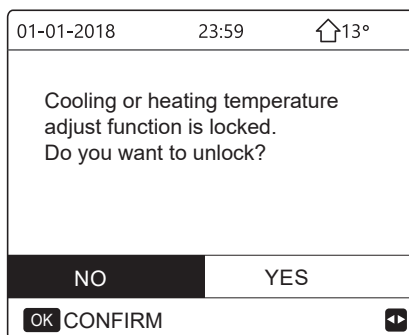 01-01-2018 23:59 13°
Cooling or heating temperature
adjust function is locked.
Do you want to unlock?
NO YES
OK CONFIRM